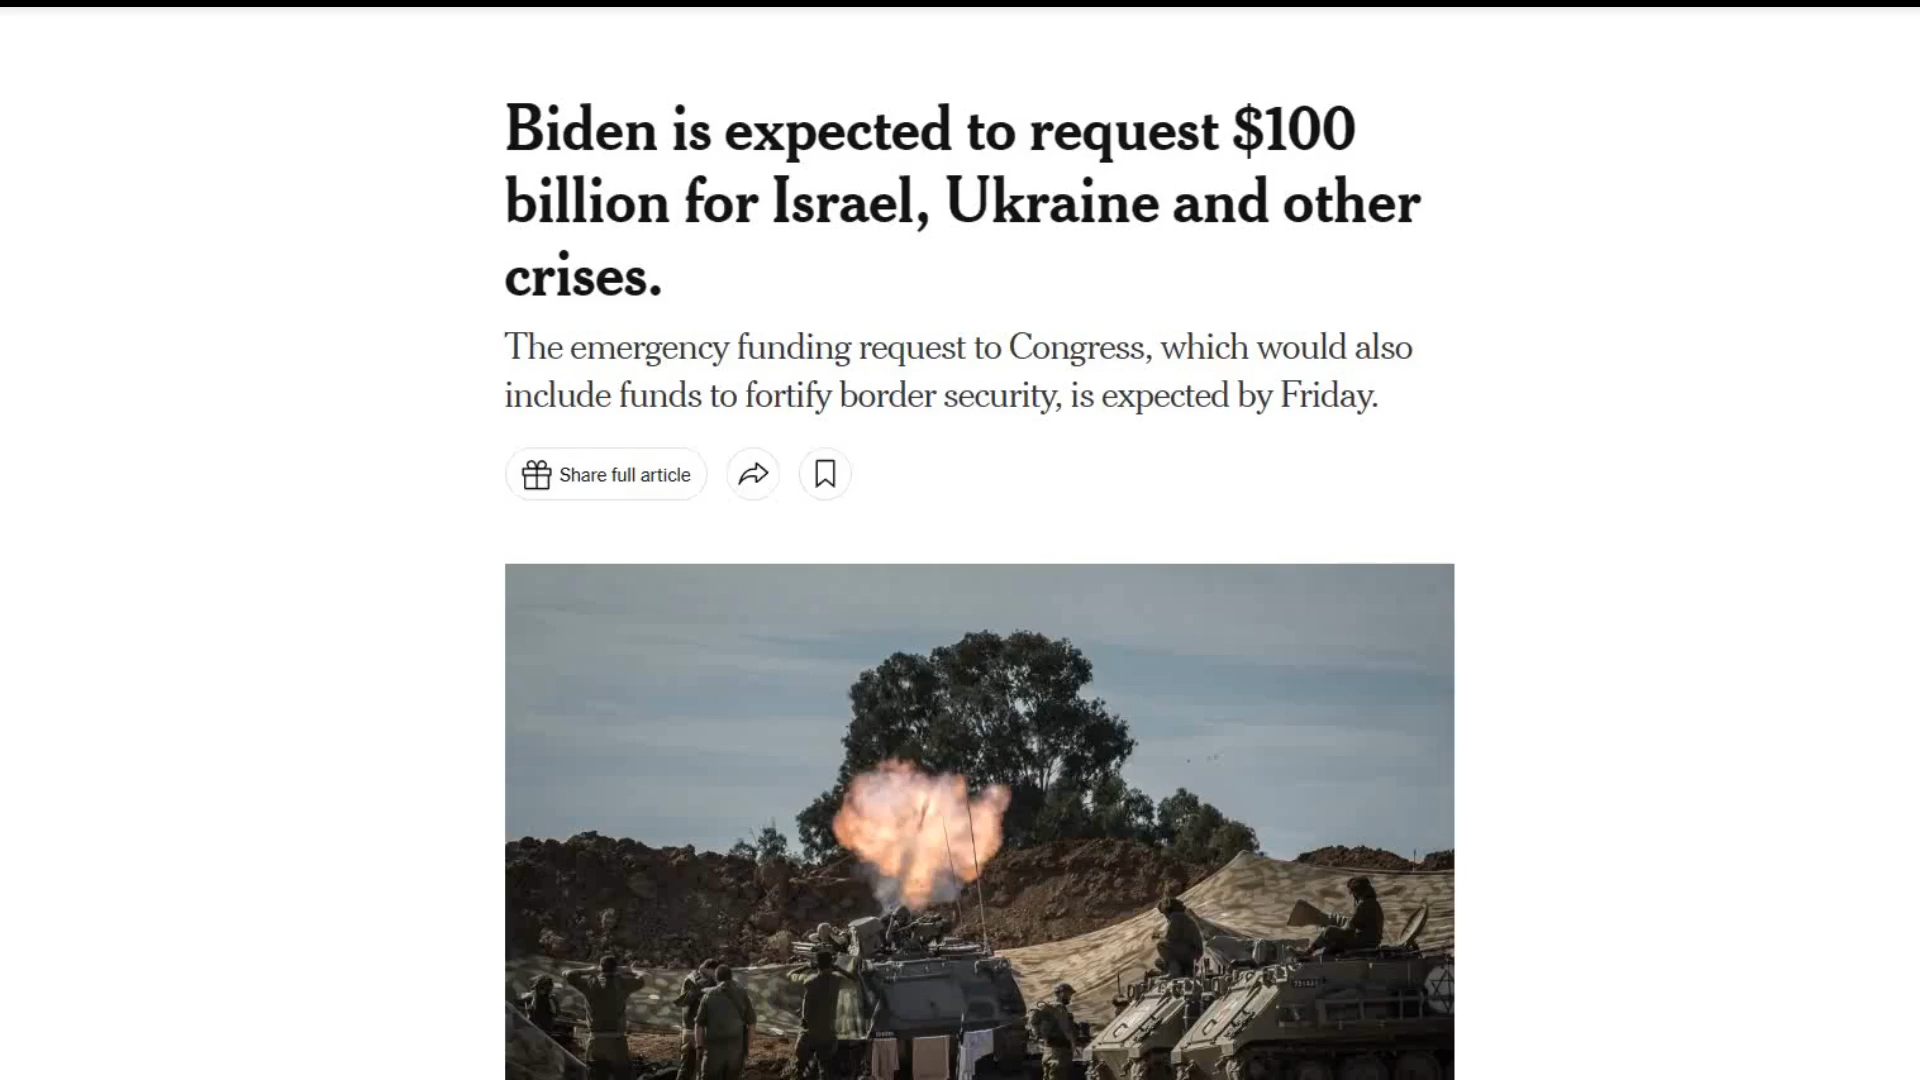 Biden is expected to request $100
billion for Israel, Ukraine and other
crises.
The emergency funding request to Congress, which would also
include funds to fortify border security, is expected by Friday.
Share full article